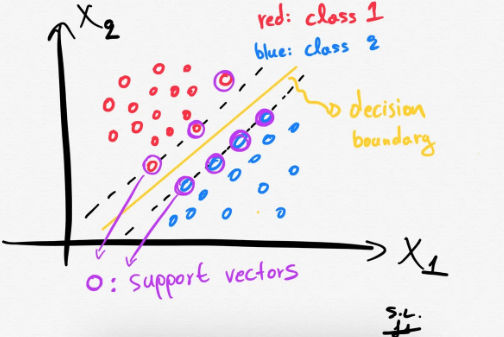 X2
red: class 1
blue: class 2
decision
boundary
X1
O: support vectors
S.L.